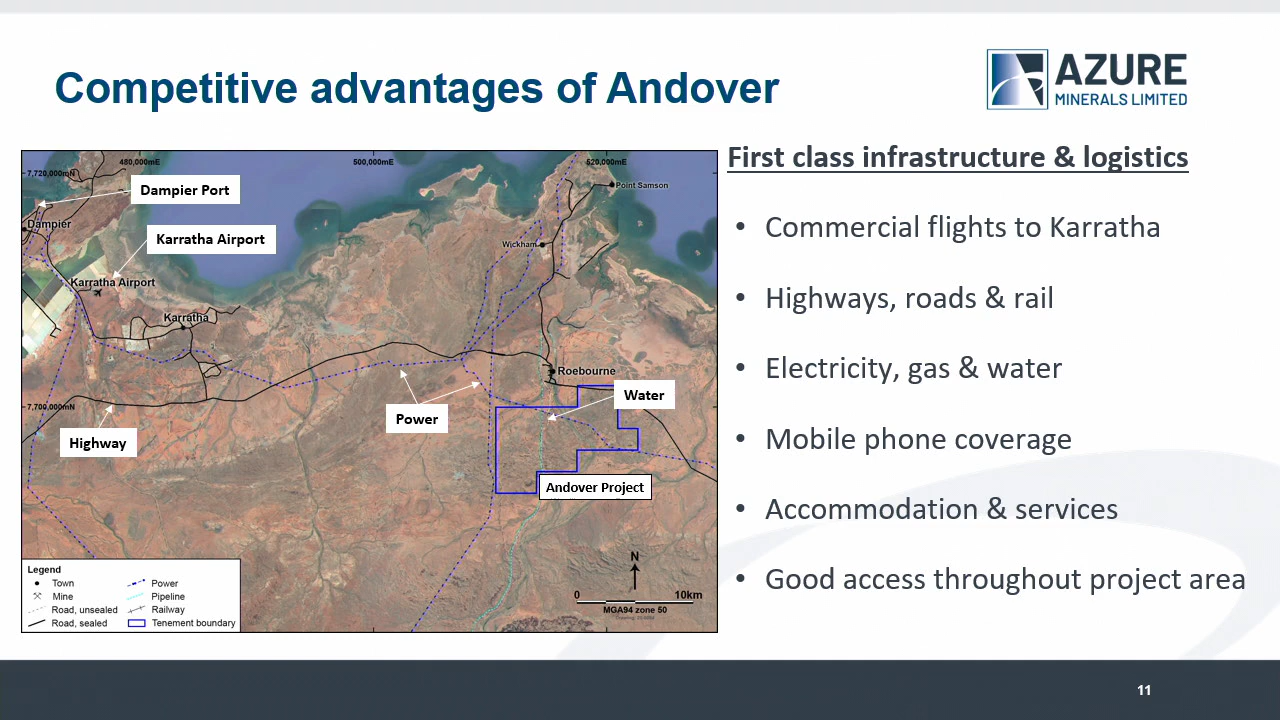 Competitive advantages of Andover
AZURE
MINERALS LIMITED
480,000mE
500,000mE
520,000mE
7,720,000mN
Dampier Port
Point Samson
Dampier
Karratha Airport
Wickham
Karratha Airport
Karratha
Roebourne
Water
7,700,000mN
Power
Highway
Andover Project
N
0 10km
MGA94 zone 50
Legend
Town
Mine
Road, unsealed
Road, sealed
Power
Pipeline
Railway
Tenement boundary
First class infrastructure & logistics
• Commercial flights to Karratha
• Highways, roads & rail
• Electricity, gas & water
• Mobile phone coverage
• Accommodation & services
• Good access throughout project area
11